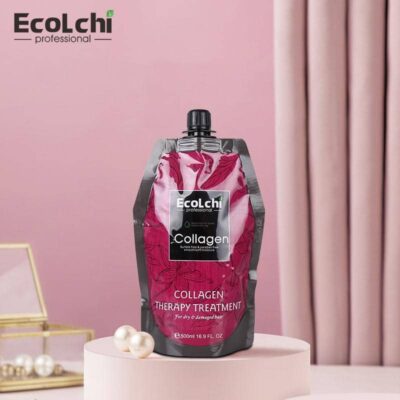 EcoLchi
professional
EcoLchi
professional
Collagen
COLLAGEN
THERAPY TREATMENT
For dry & damaged hair
500ml 16.9 FL. OZ